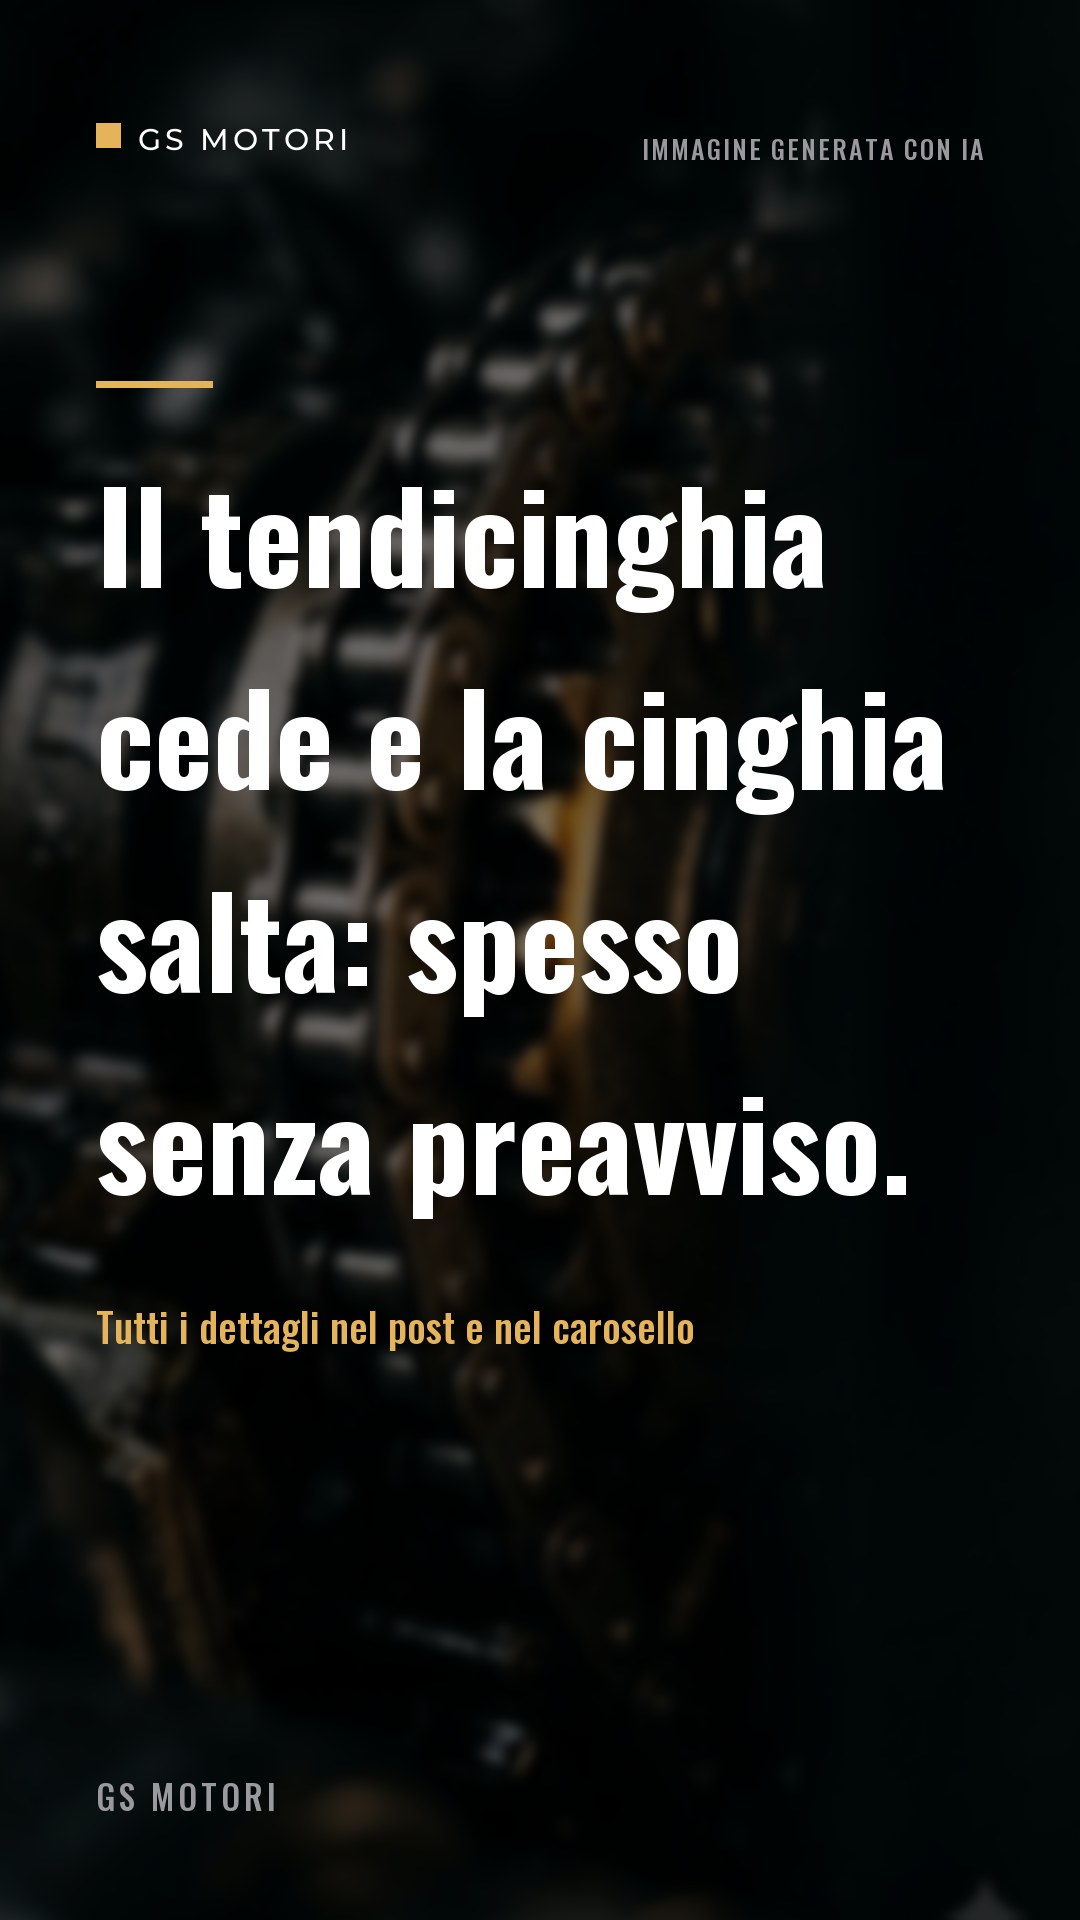 GS MOTORI
IMMAGINE GENERATA CON IA
Il tendicinghia
cede e la cinghia
salta: spesso
senza preavviso.
Tutti i dettagli nel post e nel carosello
GS MOTORI